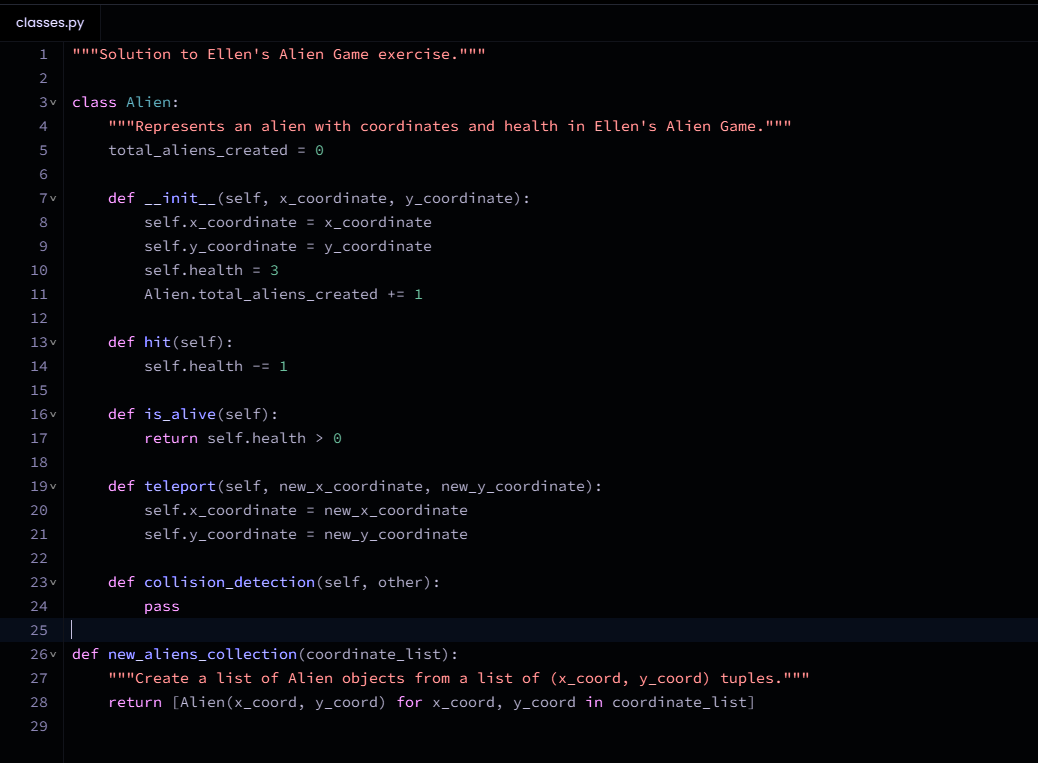 classes.py
1 """Solution to Ellen's Alien Game exercise."""
2
3 class Alien:
4     """Represents an alien with coordinates and health in Ellen's Alien Game."""
5     total_aliens_created = 0
6
7     def __init__(self, x_coordinate, y_coordinate):
8         self.x_coordinate = x_coordinate
9         self.y_coordinate = y_coordinate
10         self.health = 3
11         Alien.total_aliens_created += 1
12
13     def hit(self):
14         self.health -= 1
15
16     def is_alive(self):
17         return self.health > 0
18
19     def teleport(self, new_x_coordinate, new_y_coordinate):
20         self.x_coordinate = new_x_coordinate
21         self.y_coordinate = new_y_coordinate
22
23     def collision_detection(self, other):
24         pass
25
26 def new_aliens_collection(coordinate_list):
27     """Create a list of Alien objects from a list of (x_coord, y_coord) tuples."""
28     return [Alien(x_coord, y_coord) for x_coord, y_coord in coordinate_list]
29